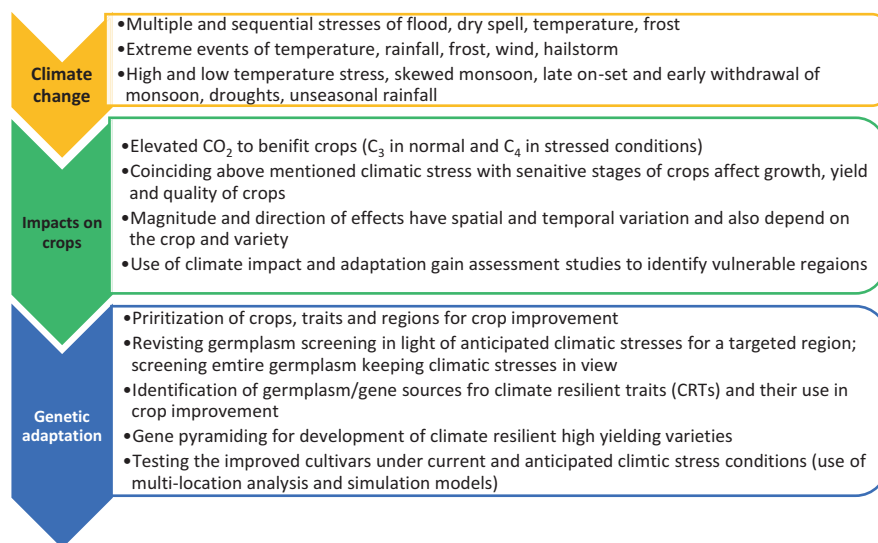 Climate
change
•Multiple and sequential stresses of flood, dry spell, temperature, frost
•Extreme events of temperature, rainfall, frost, wind, hailstorm
•High and low temperature stress, skewed monsoon, late on-set and early withdrawal of
monsoon, droughts, unseasonal rainfall
Impacts on
crops
•Elevated CO₂ to benifit crops (C₃ in normal and C₄ in stressed conditions)
•Coinciding above mentioned climatic stress with senaitive stages of crops affect growth, yield
and quality of crops
•Magnitude and direction of effects have spatial and temporal variation and also depend on
the crop and variety
•Use of climate impact and adaptation gain assessment studies to identify vulnerable regaions
Genetic
adaptation
•Priritization of crops, traits and regions for crop improvement
•Revisting germplasm screening in light of anticipated climatic stresses for a targeted region;
screening emtire germplasm keeping climatic stresses in view
•Identification of germplasm/gene sources fro climate resilient traits (CRTs) and their use in
crop improvement
•Gene pyramiding for development of climate resilient high yielding varieties
•Testing the improved cultivars under current and anticipated climtic stress conditions (use of
multi-location analysis and simulation models)